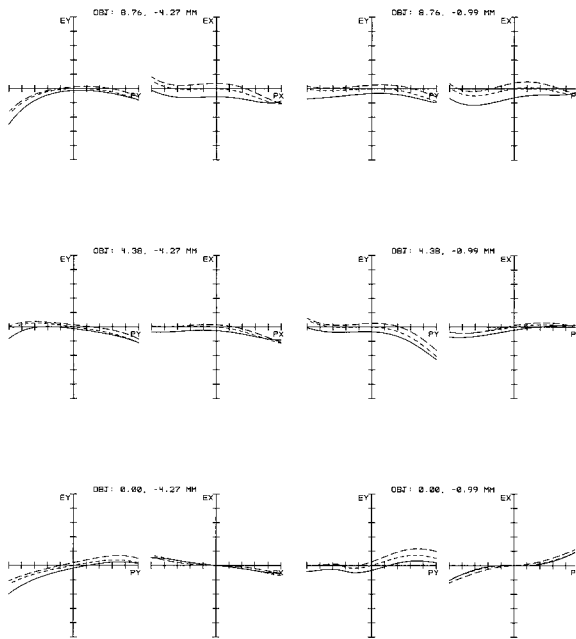 EY OBJ: 8.76, -4.27 MM EX
PY PX
EY OBJ: 8.76, -0.99 MM EX
PY PX
EY OBJ: 4.38, -4.27 MM EX
PY PX
EY OBJ: 4.38, -0.99 MM EX
PY PX
EY OBJ: 0.00, -4.27 MM EX
PY PX
EY OBJ: 0.00, -0.99 MM EX
PY PX